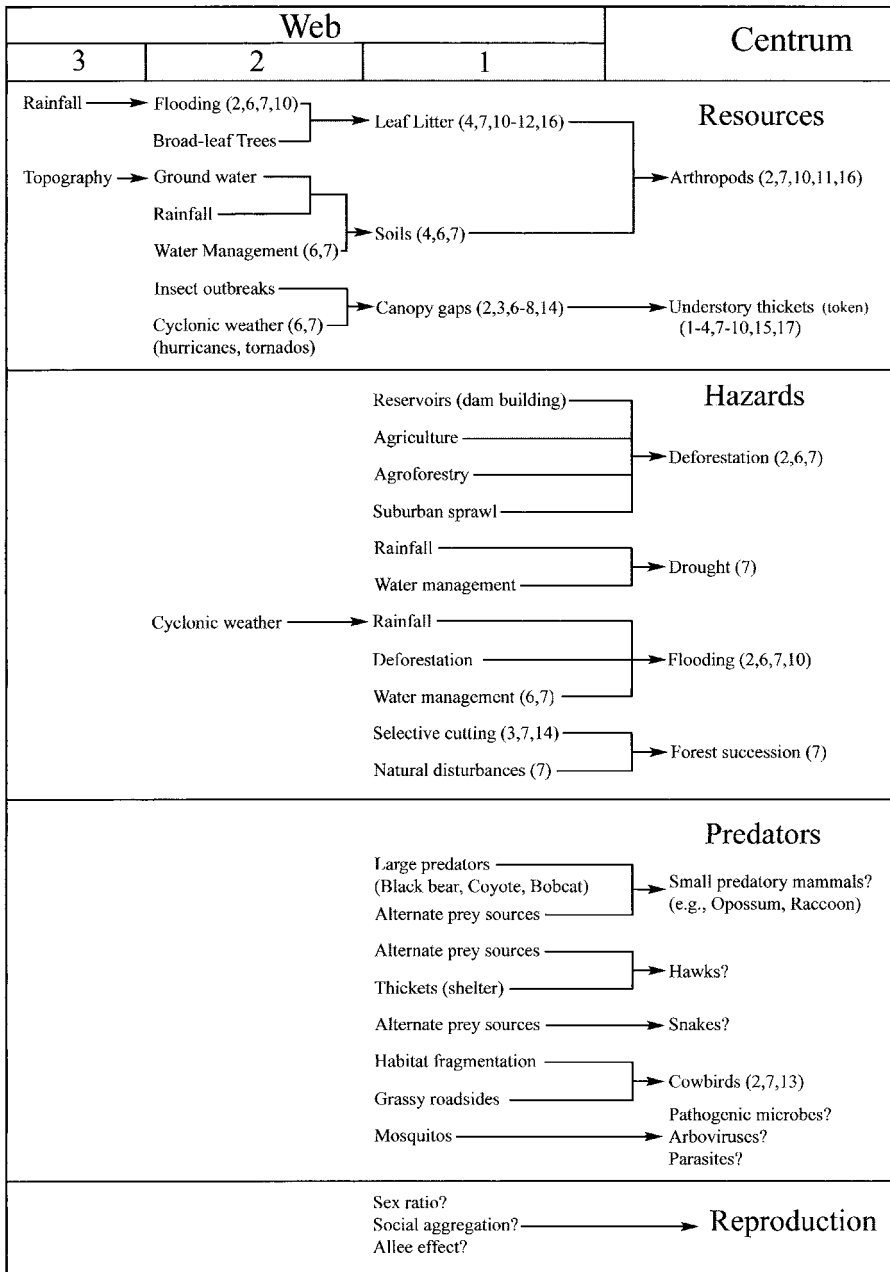 Web
Centrum
3 2 1
Resources
Rainfall Flooding (2,6,7,10)
Leaf Litter (4,7,10-12,16)
Broad-leaf Trees
Topography Ground water Arthropods (2,7,10,11,16)
Rainfall
Soils (4,6,7)
Water Management (6,7)
Insect outbreaks
Canopy gaps (2,3,6-8,14) Understory thickets (token)
Cyclonic weather (6,7) (1-4,7-10,15,17)
(hurricanes, tornados)
Hazards
Reservoirs (dam building)
Agriculture
Deforestation (2,6,7)
Agroforestry
Suburban sprawl
Rainfall
Drought (7)
Water management
Cyclonic weather Rainfall
Deforestation Flooding (2,6,7,10)
Water management (6,7)
Selective cutting (3,7,14)
Forest succession (7)
Natural disturbances (7)
Predators
Large predators
(Black bear, Coyote, Bobcat) Small predatory mammals?
(e.g., Opossum, Raccoon)
Alternate prey sources
Alternate prey sources
Hawks?
Thickets (shelter)
Alternate prey sources Snakes?
Habitat fragmentation
Cowbirds (2,7,13)
Grassy roadsides
Pathogenic microbes?
Mosquitos Arboviruses?
Parasites?
Sex ratio?
Social aggregation? Reproduction
Allee effect?